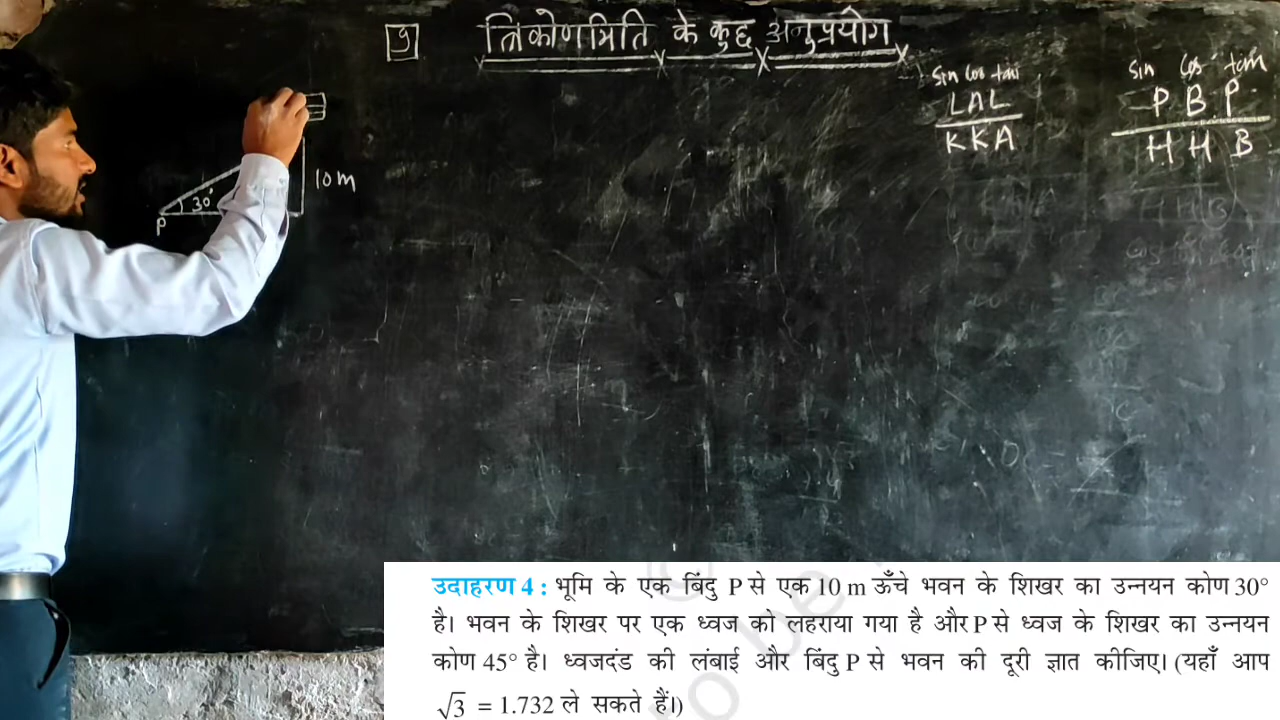 ९ त्रिकोणमिति के कुछ अनुप्रयोग
Sin Cos tan
LAL
KKA
Sin Cos tan
P B P
H H B
10m
30°
P
उदाहरण 4 : भूमि के एक बिंदु P से एक 10 m ऊँचे भवन के शिखर का उन्नयन कोण 30°
है। भवन के शिखर पर एक ध्वज को लहराया गया है और P से ध्वज के शिखर का उन्नयन
कोण 45° है। ध्वजदंड की लंबाई और बिंदु P से भवन की दूरी ज्ञात कीजिए। (यहाँ आप
√3 = 1.732 ले सकते हैं।)